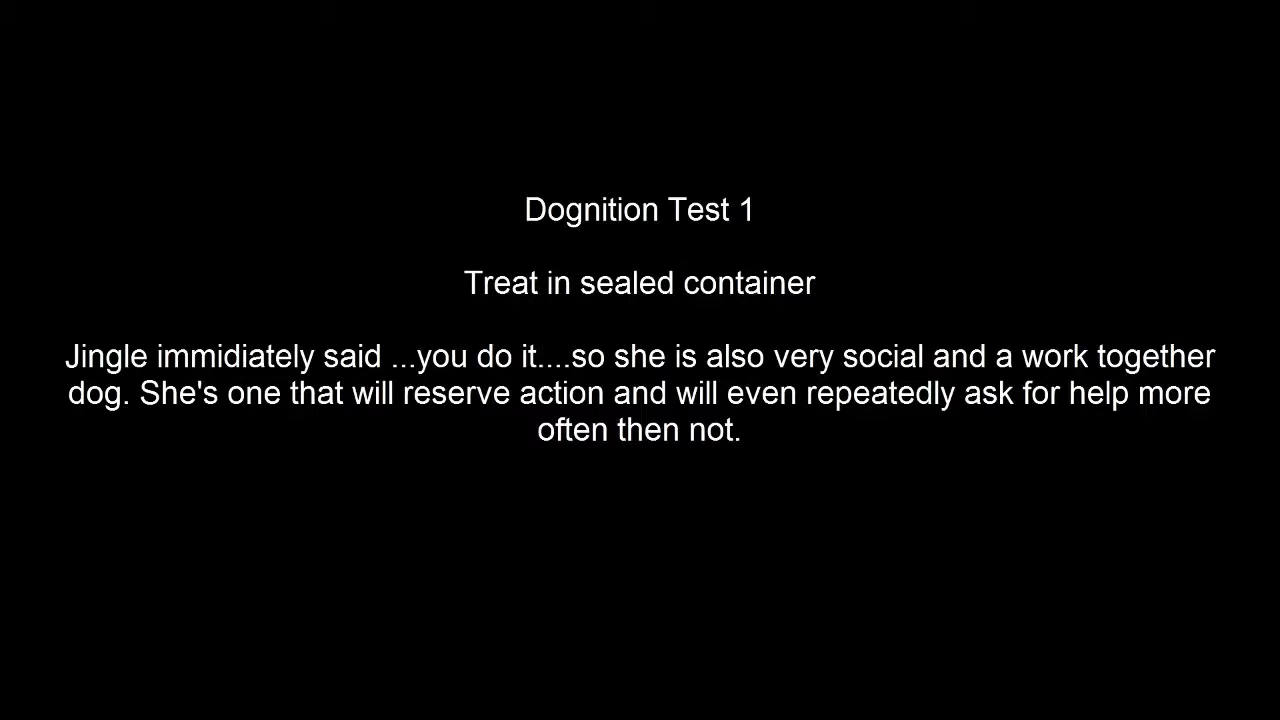 Dognition Test 1
Treat in sealed container
Jingle immidiately said ...you do it....so she is also very social and a work together
dog. She's one that will reserve action and will even repeatedly ask for help more
often then not.